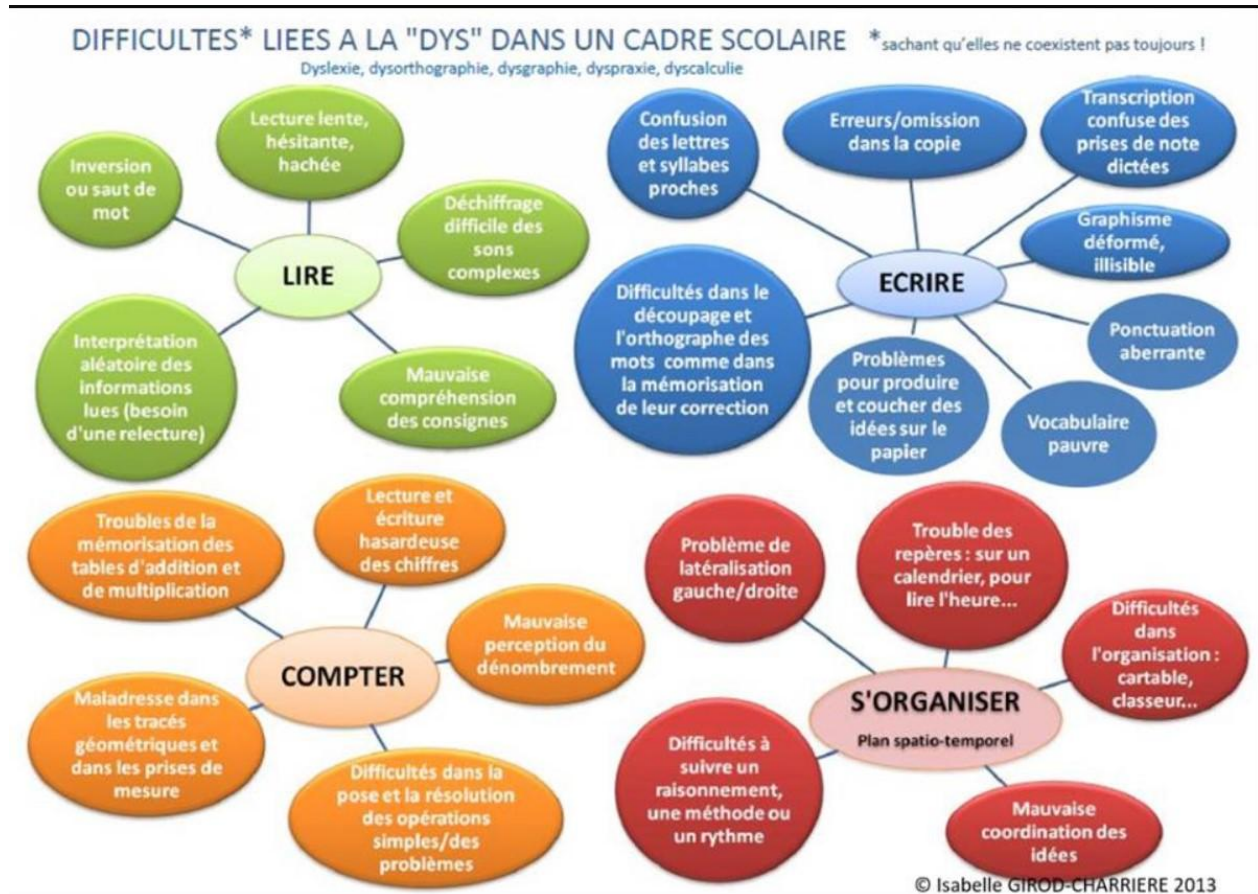 DIFFICULTES* LIEES A LA "DYS" DANS UN CADRE SCOLAIRE *sachant qu'elles ne coexistent pas toujours !
Dyslexie, dysorthographie, dysgraphie, dyspraxie, dyscalculie
Inversion
ou saut de
mot
Lecture lente,
hésitante,
hachée
Déchiffrage
difficile des
sons
complexes
LIRE
Interprétation
aléatoire des
informations
lues (besoin
d'une relecture)
Mauvaise
compréhension
des consignes
Confusion
des lettres
et syllabes
proches
Erreurs/omission
dans la copie
Transcription
confuse des
prises de note
dictées
Graphisme
déformé,
illisible
ECRIRE
Difficultés dans le
découpage et
l'orthographe des
mots comme dans
la mémorisation
de leur correction
Problèmes
pour produire
et coucher des
idées sur le
papier
Vocabulaire
pauvre
Ponctuation
aberrante
Troubles de la
mémorisation des
tables d'addition et
de multiplication
Lecture et
écriture
hasardeuse
des chiffres
Mauvaise
perception du
dénombrement
COMPTER
Maladresse dans
les tracés
géométriques et
dans les prises de
mesure
Difficultés dans la
pose et la résolution
des opérations
simples/des
problèmes
Problème de
latéralisation
gauche/droite
Trouble des
repères : sur un
calendrier, pour
lire l'heure...
Difficultés
dans
l'organisation :
cartable,
classeur...
S'ORGANISER
Plan spatio-temporel
Difficultés à
suivre un
raisonnement,
une méthode ou
un rythme
Mauvaise
coordination des
idées
© Isabelle GIROD-CHARRIERE 2013